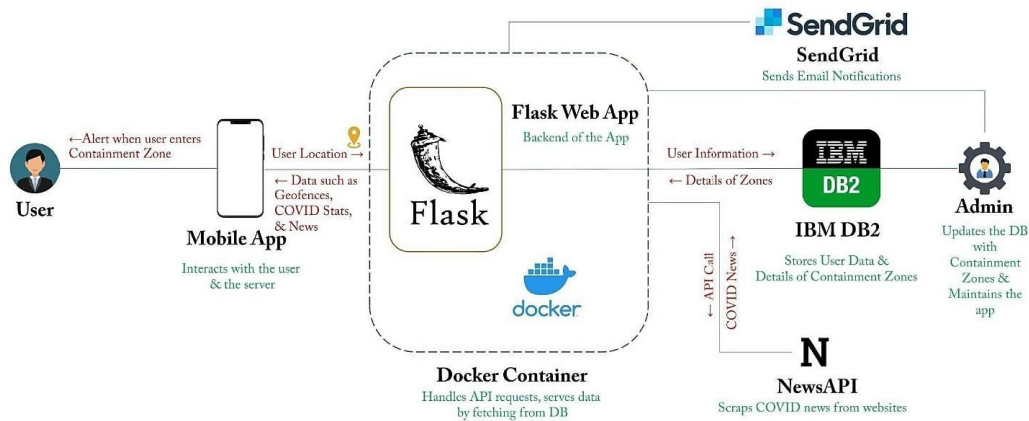 SendGrid
SendGrid
Sends Email Notifications
Flask Web App
Backend of the App
Flask
docker
Docker Container
Handles API requests, serves data
by fetching from DB
←Alert when user enters
Containment Zone
User
Mobile App
Interacts with the user
& the server
User Location →
← Data such as
Geofences,
COVID Stats,
& News
User Information →
← Details of Zones
IBM
DB2
IBM DB2
Stores User Data &
Details of Containment Zones
Admin
Updates the DB
with
Containment
Zones &
Maintains the
app
← API Call
COVID News →
N
NewsAPI
Scraps COVID news from websites